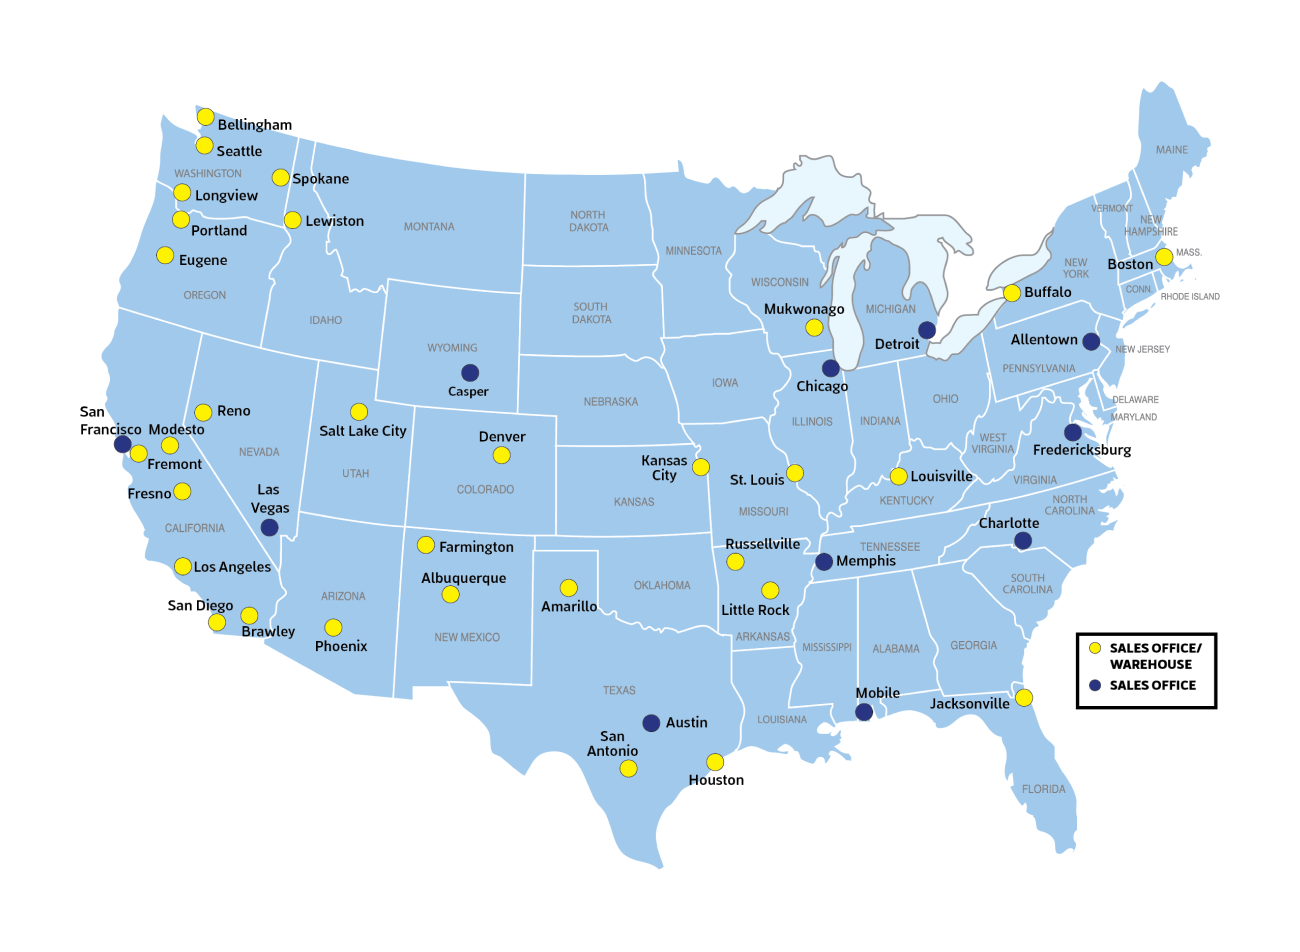 Bellingham
Seattle
WASHINGTON
Spokane
Longview
Lewiston
Portland
Eugene
OREGON
IDAHO
MONTANA
NORTH
DAKOTA
MINNESOTA
SOUTH
DAKOTA
WYOMING
Casper
WISCONSIN
Mukwonago
MICHIGAN
Detroit
Chicago
MAINE
VERMONT
NEW
HAMPSHIRE
MASS.
Boston
NEW
YORK
CONN.
RHODE ISLAND
Buffalo
Allentown
NEW JERSEY
PENNSYLVANIA
DELAWARE
MARYLAND
Fredericksburg
San
Francisco
Modesto
Reno
Fremont
Fresno
NEVADA
Salt Lake City
UTAH
Las
Vegas
CALIFORNIA
Los Angeles
San Diego
Brawley
ARIZONA
Phoenix
Denver
COLORADO
NEBRASKA
IOWA
Kansas
City
KANSAS
St. Louis
MISSOURI
ILLINOIS
INDIANA
OHIO
WEST
VIRGINIA
VIRGINIA
Louisville
KENTUCKY
NORTH
CAROLINA
Charlotte
TENNESSEE
Memphis
SOUTH
CAROLINA
Farmington
Albuquerque
NEW MEXICO
Amarillo
OKLAHOMA
Russellville
Little Rock
ARKANSAS
MISSISSIPPI
ALABAMA
GEORGIA
TEXAS
Austin
San
Antonio
Houston
LOUISIANA
Mobile
Jacksonville
FLORIDA
SALES OFFICE/
WAREHOUSE
SALES OFFICE